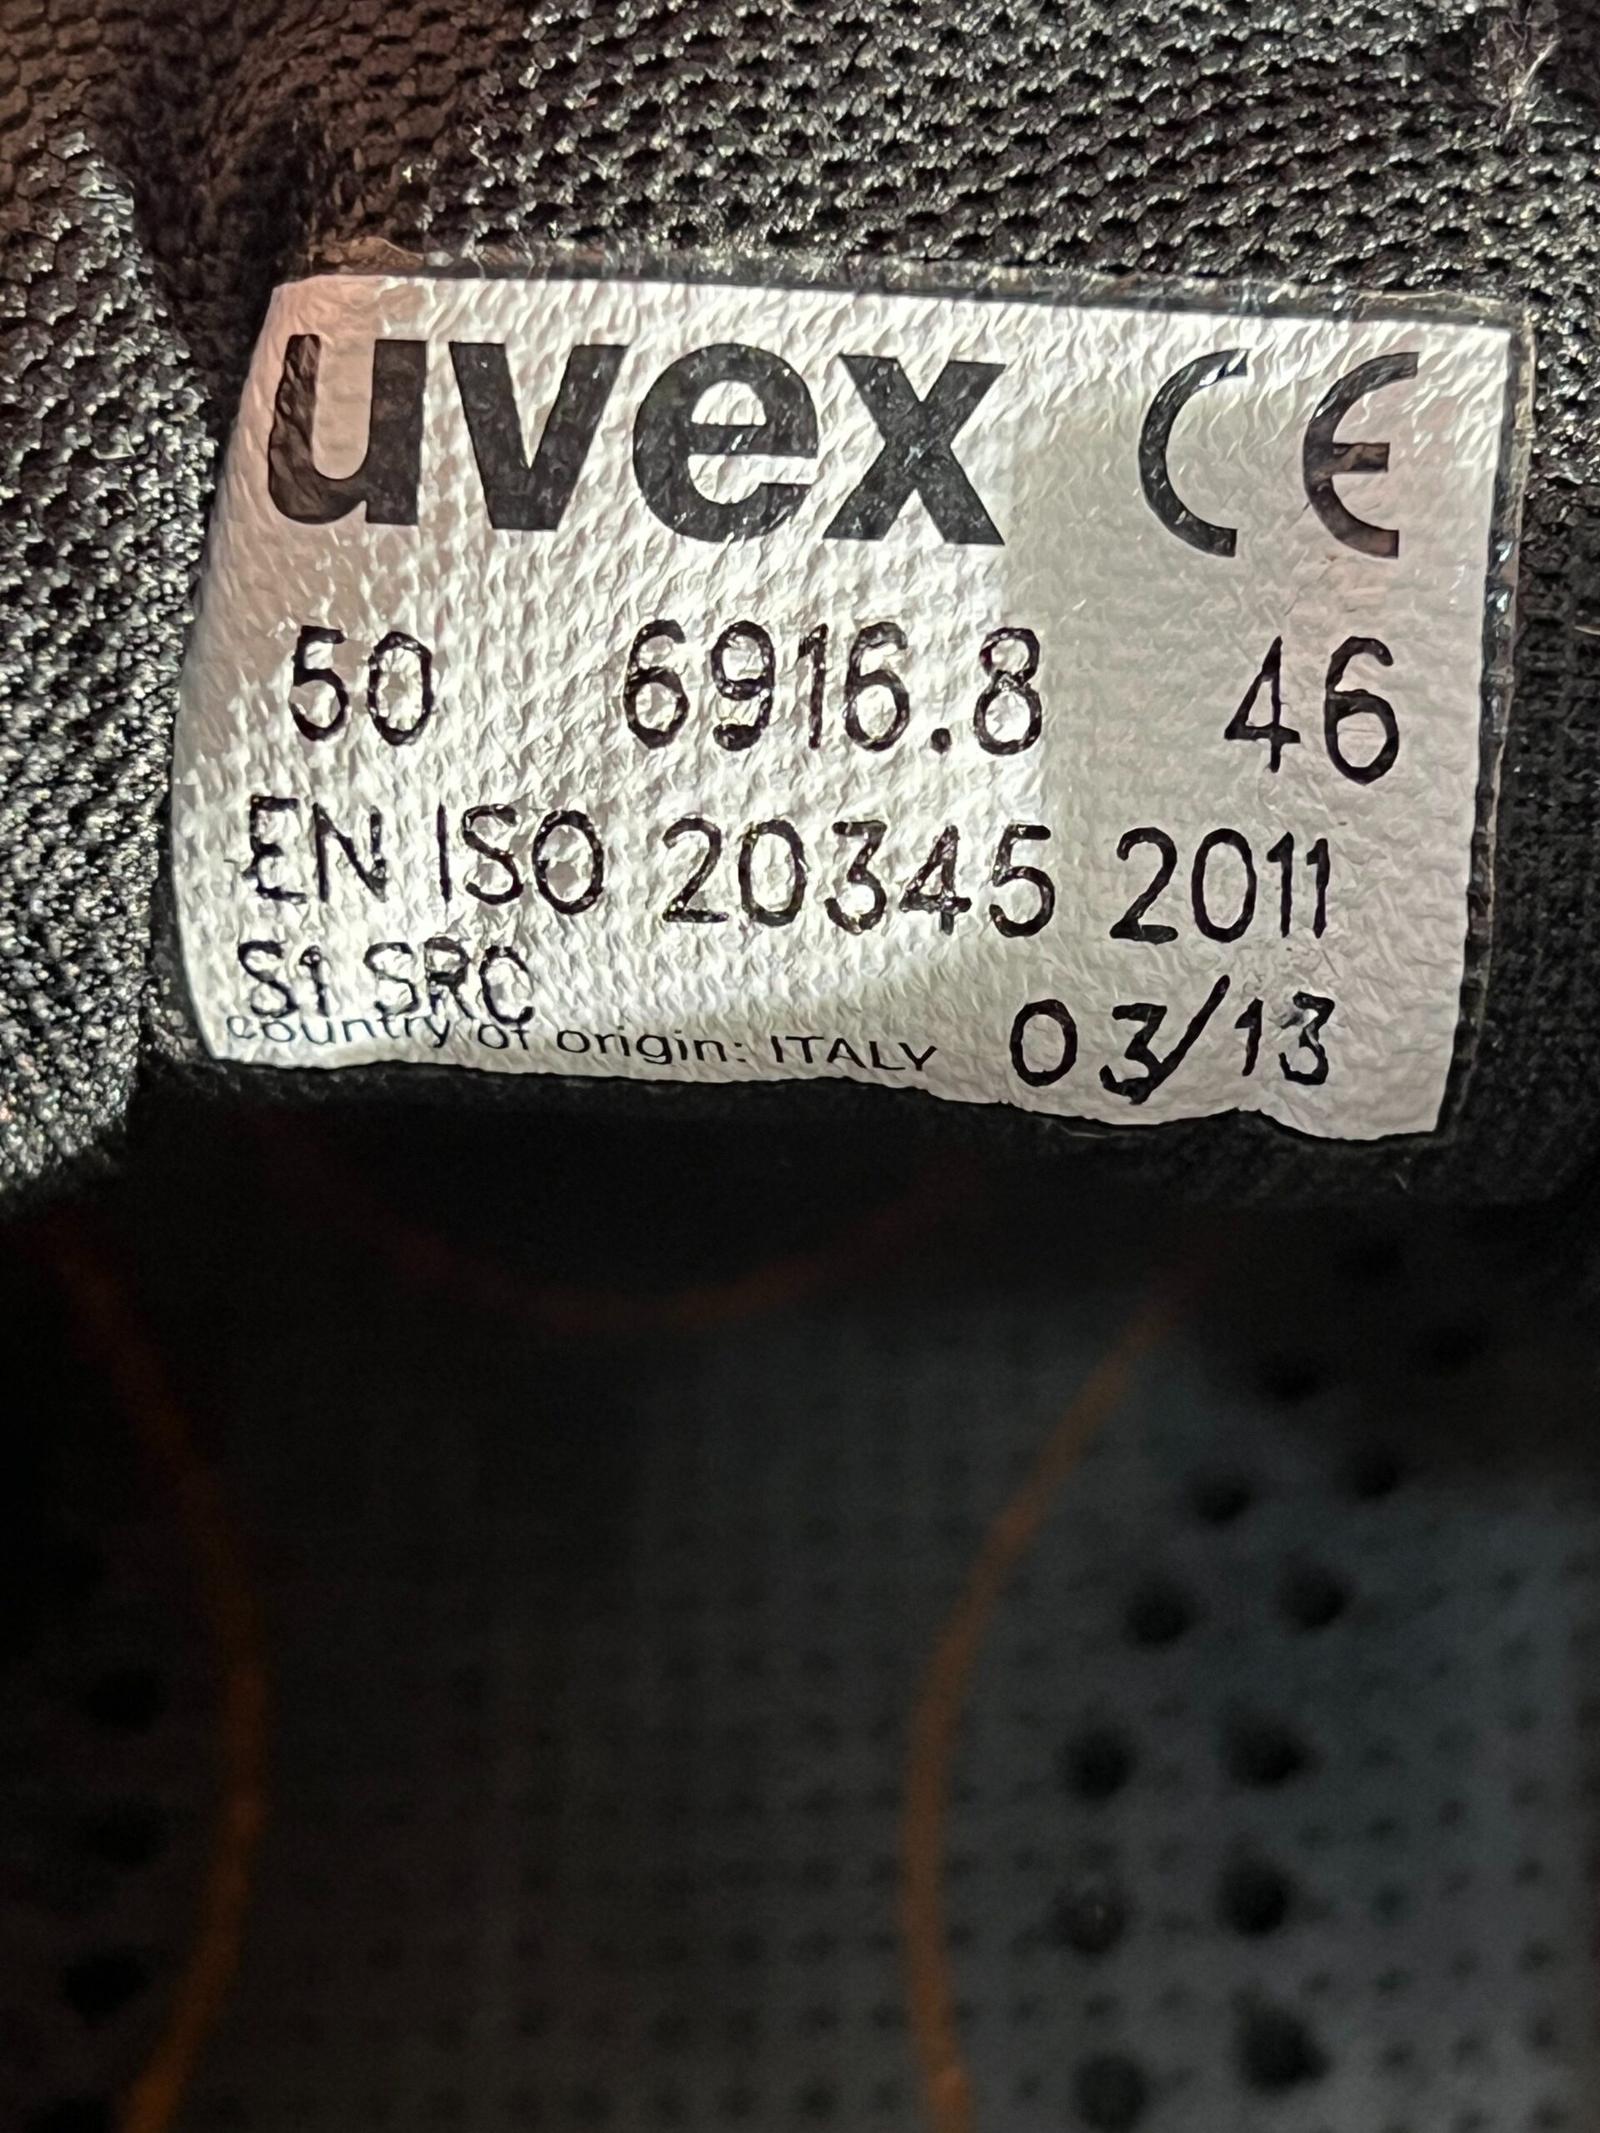 uvex CE
50 6916.8 46
EN ISO 20345 2011
S1 SRC
country of origin: ITALY 03/13